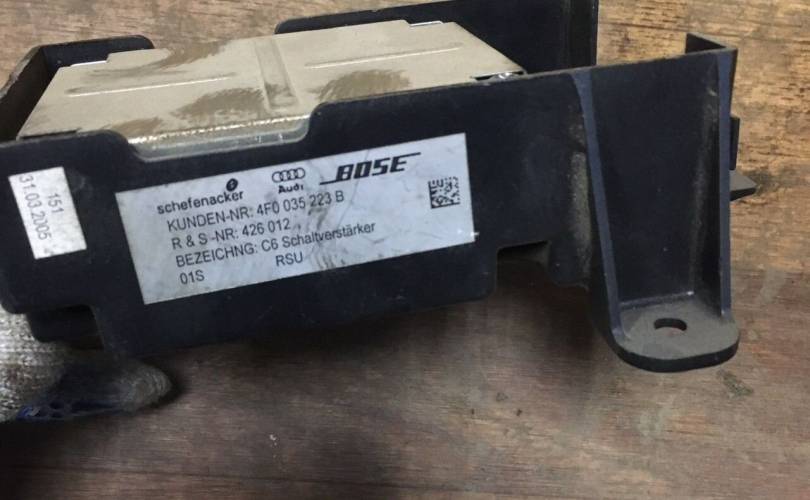 151
31.03.2005
schefenacker Audi BOSE
KUNDEN-NR: 4F0 035 223 B
R & S -NR: 426 012
BEZEICHNG: C6 Schaltverstärker
01S RSU